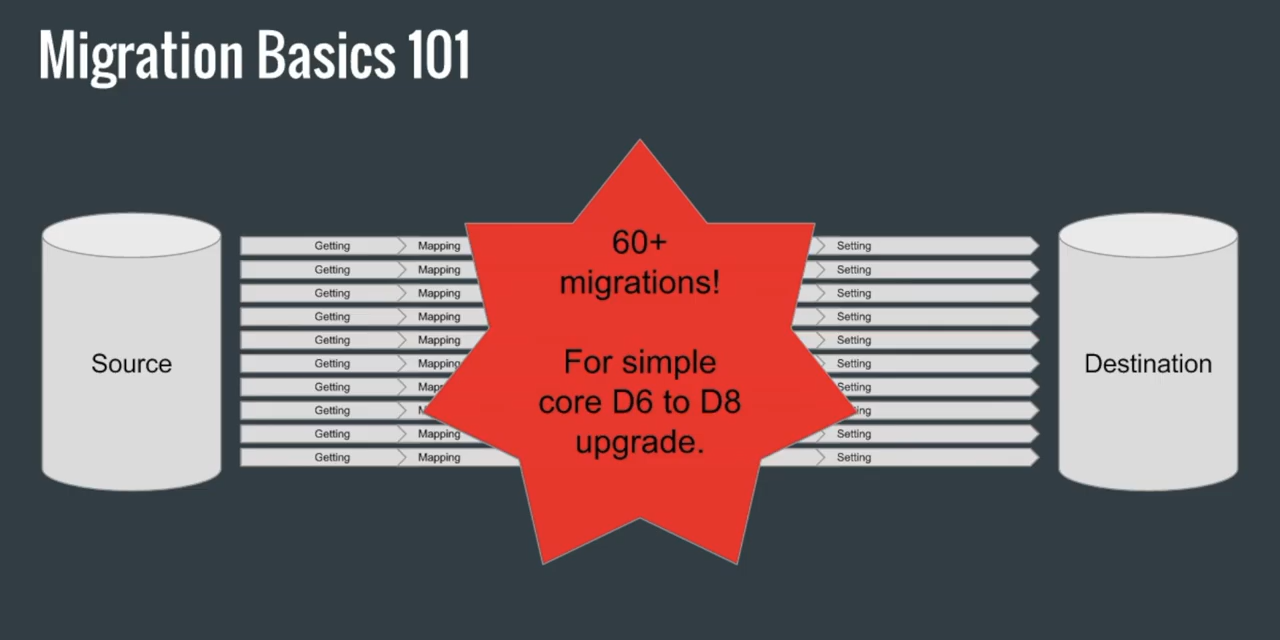 Migration Basics 101
Source
Getting Mapping Setting
Getting Mapping Setting
Getting Mapping Setting
Getting Mapping Setting
Getting Mapping Setting
Getting Mapping Setting
Getting Mapp Setting
Getting M ing
Getting Mapping Setting
Getting Mapping Setting
60+
migrations!
For simple
core D6 to D8
upgrade.
Destination